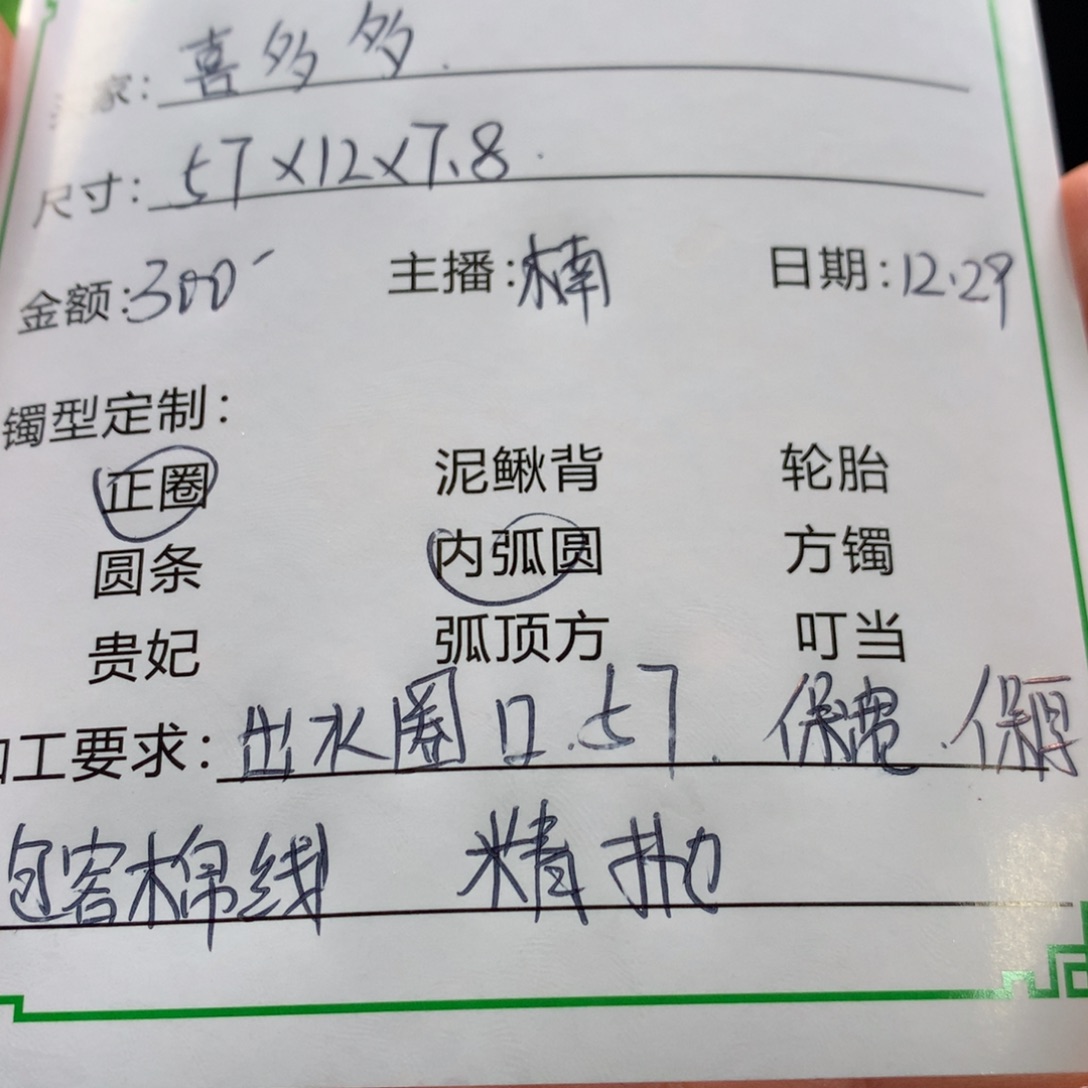 家：喜多多.
尺寸：57×12×7.8.
金额：300- 主播：楠 日期：12.29
镯型定制：
正圈 泥鳅背 轮胎
圆条 内弧圆 方镯
贵妃 弧顶方 叮当
加工要求：出水圈口.57. 保宽.保厚
包容棉线 精抛